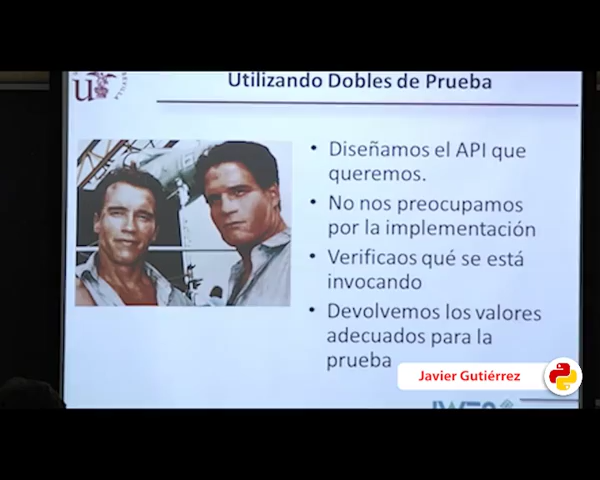 Utilizando Dobles de Prueba
• Diseñamos el API que
queremos.
• No nos preocupamos
por la implementación
• Verificaos qué se está
invocando
• Devolvemos los valores
adecuados para la
prueba
Javier Gutiérrez